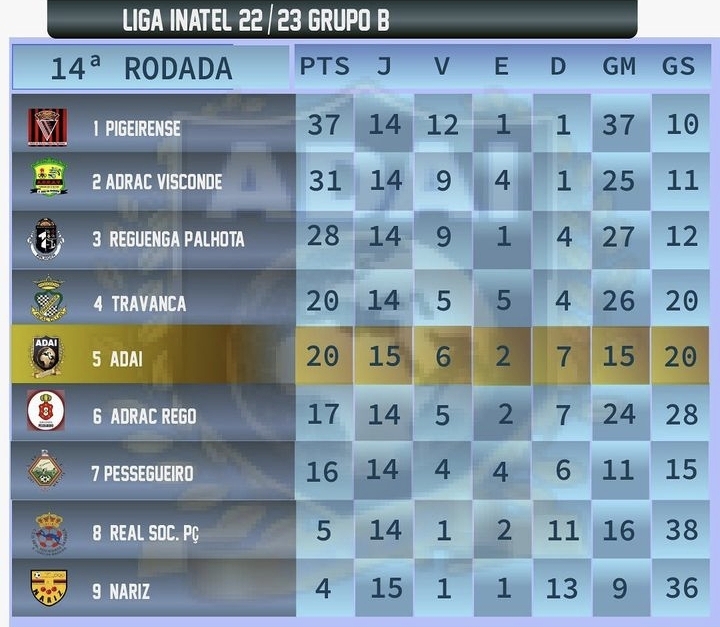 LIGA INATEL 22/23 GRUPO B
14ª RODADA PTS J V E D GM GS
1 PIGEIRENSE 37 14 12 1 1 37 10
2 ADRAC VISCONDE 31 14 9 4 1 25 11
3 REGUENGA PALHOTA 28 14 9 1 4 27 12
4 TRAVANCA 20 14 5 5 4 26 20
ADAI
5 ADAI 20 15 6 2 7 15 20
6 ADRAC REGO 17 14 5 2 7 24 28
7 PESSEGUEIRO 16 14 4 4 6 11 15
8 REAL SOC. Pç 5 14 1 2 11 16 38
9 NARIZ 4 15 1 1 13 9 36
NARIZ
ADAI